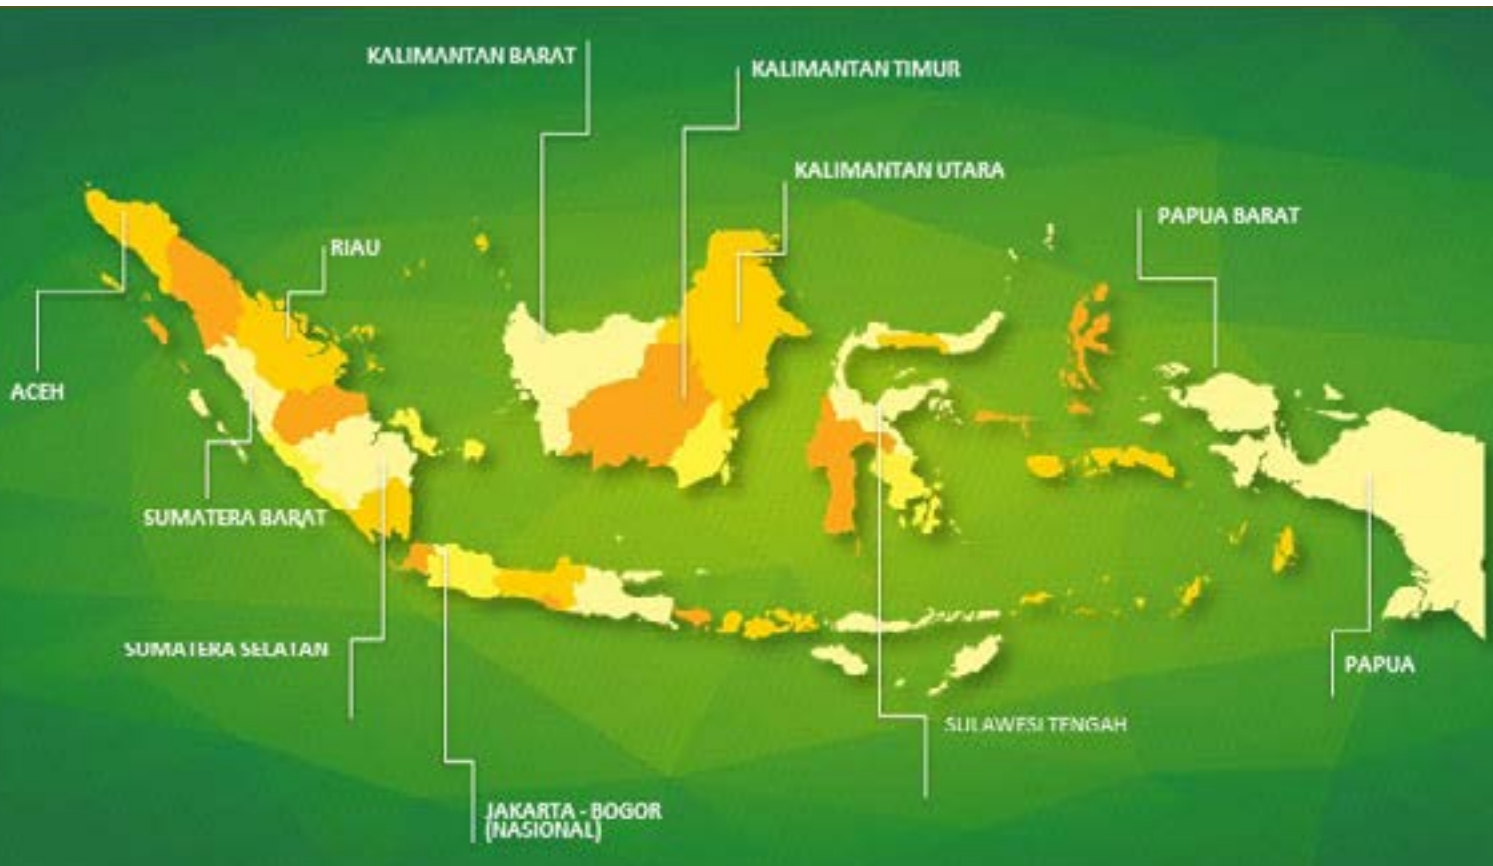 KALIMANTAN BARAT
KALIMANTAN TIMUR
KALIMANTAN UTARA
PAPUA BARAT
RIAU
ACEH
SUMATERA BARAT
SUMATERA SELATAN
PAPUA
SULAWESI TENGAH
JAKARTA - BOGOR
(NASIONAL)